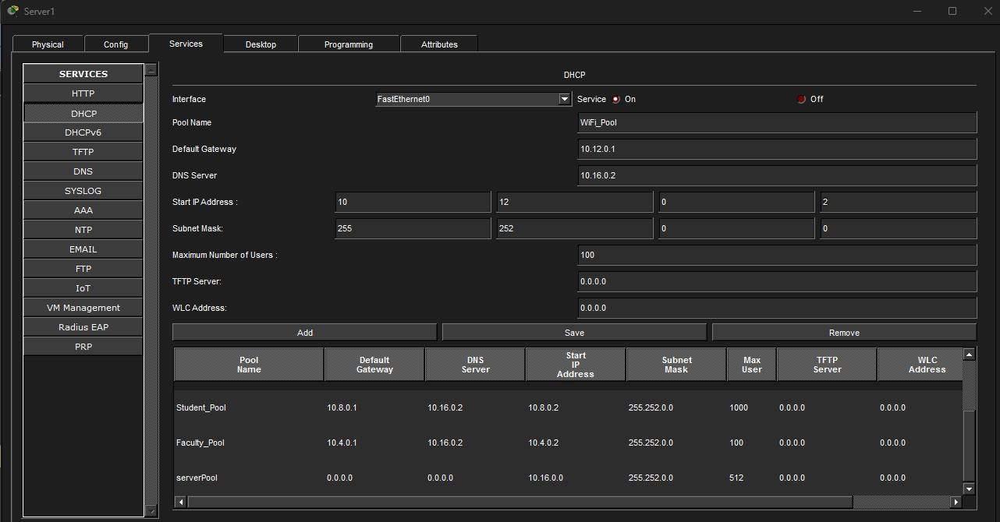 Server1
Physical Config Services Desktop Programming Attributes
SERVICES
HTTP
DHCP
DHCPv6
TFTP
DNS
SYSLOG
AAA
NTP
EMAIL
FTP
IoT
VM Management
Radius EAP
PRP
DHCP
Interface FastEthernet0 Service On Off
Pool Name WiFi_Pool
Default Gateway 10.12.0.1
DNS Server 10.16.0.2
Start IP Address : 10 12 0 2
Subnet Mask: 255 252 0 0
Maximum Number of Users : 100
TFTP Server: 0.0.0.0
WLC Address: 0.0.0.0
Add Save Remove
Pool Name Default Gateway DNS Server Start IP Address Subnet Mask Max User TFTP Server WLC Address
Student_Pool 10.8.0.1 10.16.0.2 10.8.0.2 255.252.0.0 1000 0.0.0.0 0.0.0.0
Faculty_Pool 10.4.0.1 10.16.0.2 10.4.0.2 255.252.0.0 100 0.0.0.0 0.0.0.0
serverPool 0.0.0.0 0.0.0.0 10.16.0.0 255.252.0.0 512 0.0.0.0 0.0.0.0